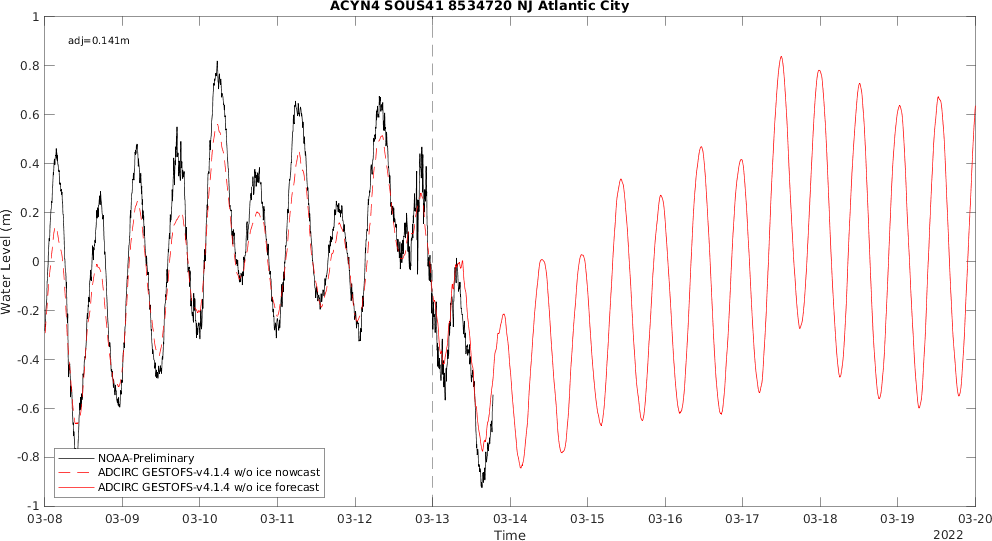 ACYN4 SOUS41 8534720 NJ Atlantic City
adj=0.141m
Water Level (m)
1
0.8
0.6
0.4
0.2
0
-0.2
-0.4
-0.6
-0.8
-1
NOAA-Preliminary
ADCIRC GESTOFS-v4.1.4 w/o ice nowcast
ADCIRC GESTOFS-v4.1.4 w/o ice forecast
03-08 03-09 03-10 03-11 03-12 03-13 03-14 03-15 03-16 03-17 03-18 03-19 03-20
Time
2022